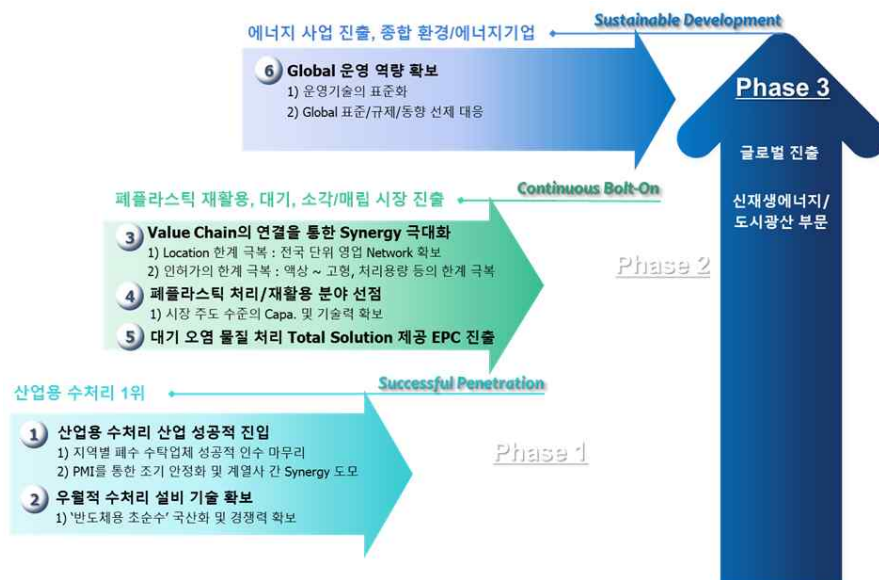 에너지 사업 진출, 종합 환경/에너지기업
Sustainable Development
6 Global 운영 역량 확보
1) 운영기술의 표준화
2) Global 표준/규제/동향 선제 대응
Phase 3
글로벌 진출
신재생에너지/
도시광산 부문
폐플라스틱 재활용, 대기, 소각/매립 시장 진출
Continuous Bolt-On
3 Value Chain의 연결을 통한 Synergy 극대화
1) Location 한계 극복 : 전국 단위 영업 Network 확보
2) 인허가의 한계 극복 : 액상 ~ 고형, 처리용량 등의 한계 극복
4 폐플라스틱 처리/재활용 분야 선점
1) 시장 주도 수준의 Capa. 및 기술력 확보
5 대기 오염 물질 처리 Total Solution 제공 EPC 진출
Phase 2
산업용 수처리 1위
Successful Penetration
1 산업용 수처리 산업 성공적 진입
1) 지역별 폐수 수탁업체 성공적 인수 마무리
2) PMI를 통한 조기 안정화 및 계열사 간 Synergy 도모
2 우월적 수처리 설비 기술 확보
1) '반도체용 초순수' 국산화 및 경쟁력 확보
Phase 1